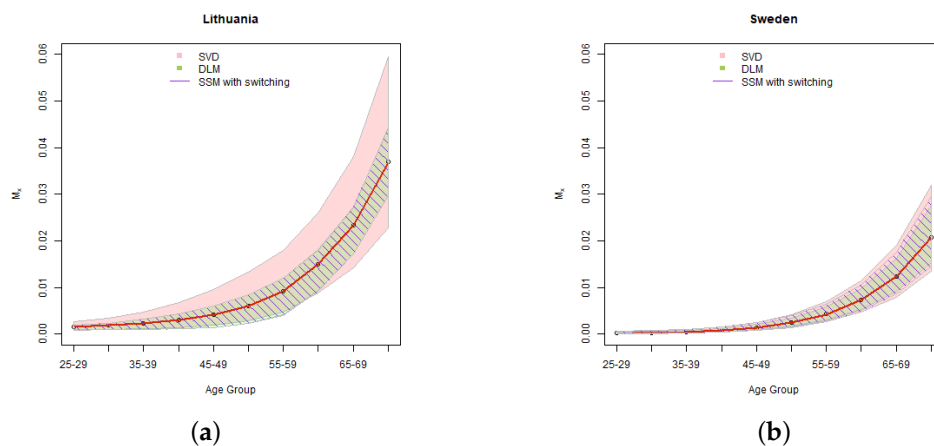 Lithuania
SVD
DLM
SSM with switching
0.06
0.05
0.04
0.03
0.02
0.01
0.00
Mx
25-29
35-39
45-49
55-59
65-69
Age Group
(a)
Sweden
SVD
DLM
SSM with switching
0.06
0.05
0.04
0.03
0.02
0.01
0.00
Mx
25-29
35-39
45-49
55-59
65-69
Age Group
(b)